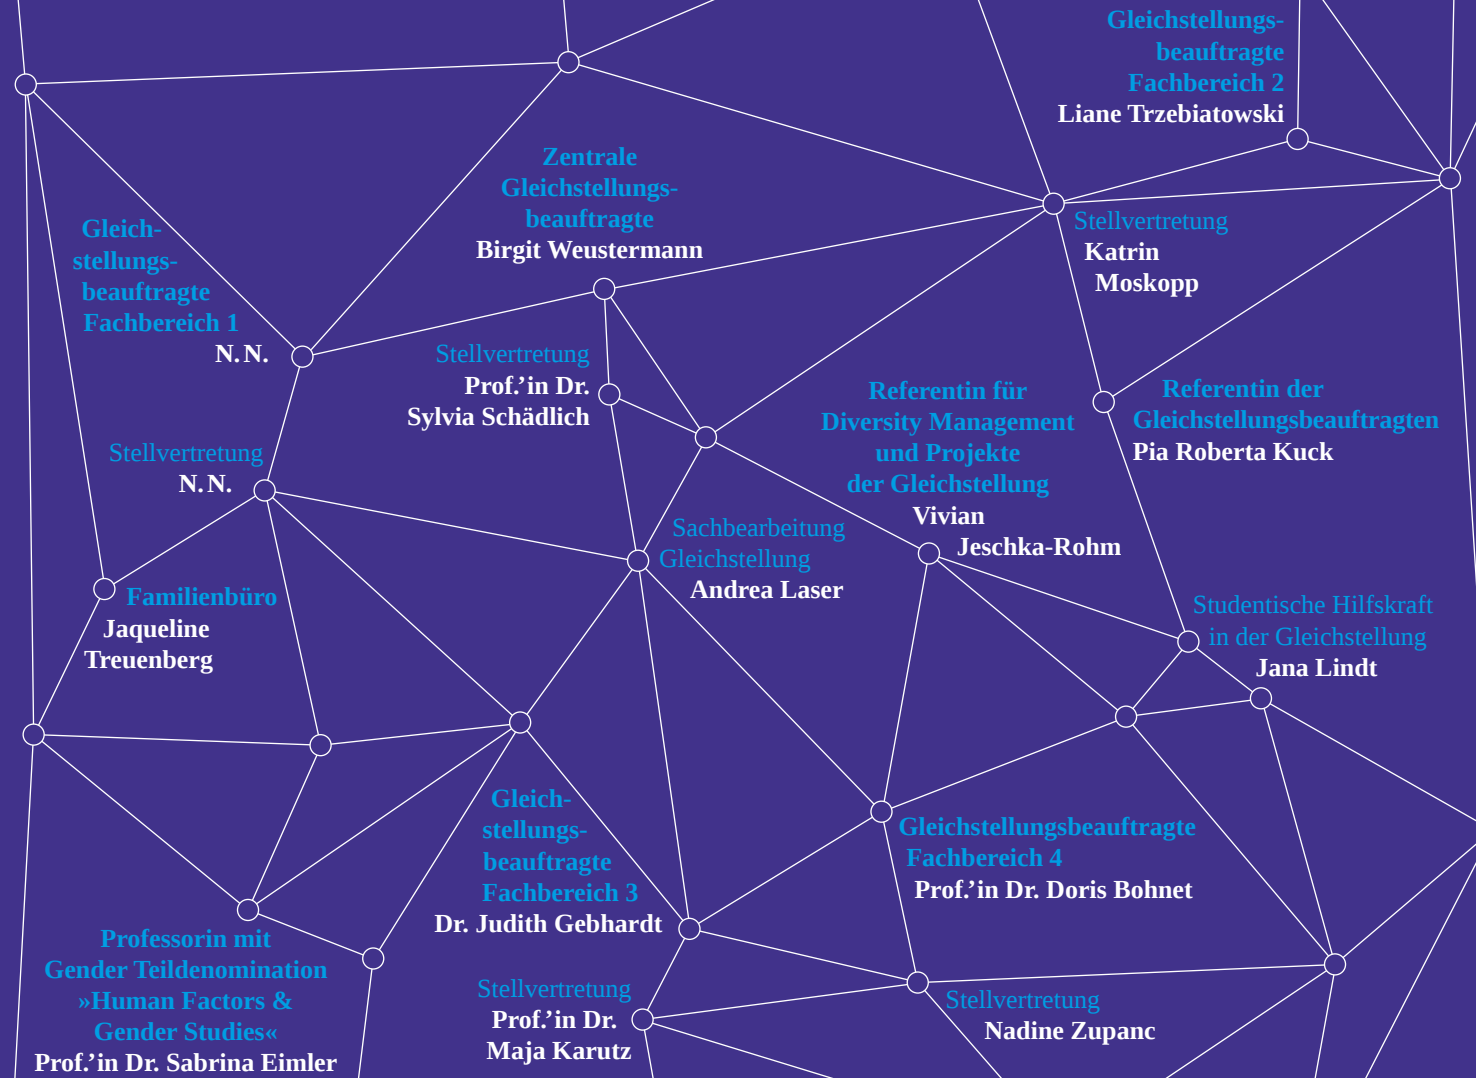 Gleichstellungs-
beauftragte
Fachbereich 2
Liane Trzebiatowski
Zentrale
Gleichstellungs-
beauftragte
Birgit Weustermann
Gleich-
stellungs-
beauftragte
Fachbereich 1
N.N.
Stellvertretung
Katrin
Moskopp
Stellvertretung
Prof.’in Dr.
Sylvia Schädlich
Referentin für
Diversity Management
und Projekte
der Gleichstellung
Vivian
Jeschka-Rohm
Referentin der
Gleichstellungsbeauftragten
Pia Roberta Kuck
Stellvertretung
N.N.
Sachbearbeitung
Gleichstellung
Andrea Laser
Familienbüro
Jaqueline
Treuenberg
Studentische Hilfskraft
in der Gleichstellung
Jana Lindt
Gleich-
stellungs-
beauftragte
Fachbereich 3
Dr. Judith Gebhardt
Gleichstellungsbeauftragte
Fachbereich 4
Prof.’in Dr. Doris Bohnet
Professorin mit
Gender Teildenomination
»Human Factors &
Gender Studies«
Prof.’in Dr. Sabrina Eimler
Stellvertretung
Prof.’in Dr.
Maja Karutz
Stellvertretung
Nadine Zupanc